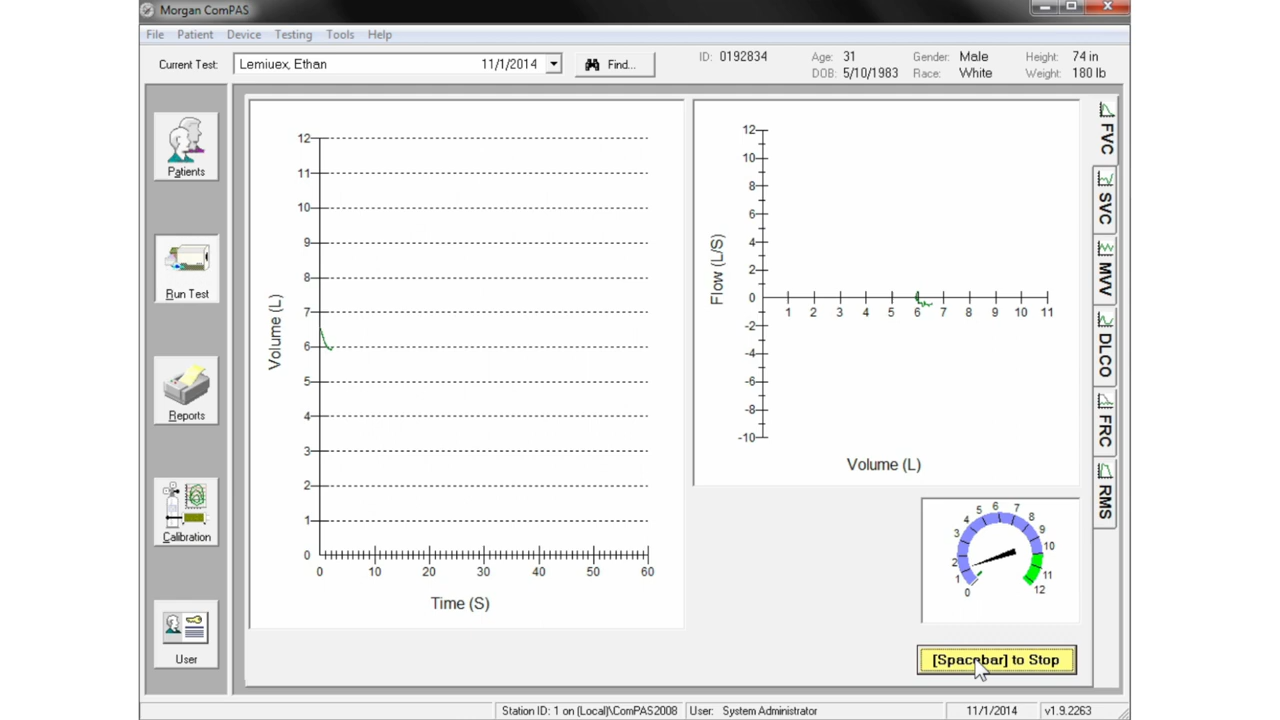 Morgan ComPAS
File Patient Device Testing Tools Help
Current Test: Lemiuex, Ethan 11/1/2014 Find... ID: 0192834 Age: 31 Gender: Male Height: 74 in
DOB: 5/10/1983 Race: White Weight: 180 lb
Patients
Run Test
Reports
Calibration
User
12
11
10
9
8
7
6
5
4
3
2
1
0
Volume (L)
0 10 20 30 40 50 60
Time (S)
12
10
8
6
4
2
0
-2
-4
-6
-8
-10
Flow (L/S)
1 2 3 4 5 6 7 8 9 10 11
Volume (L)
FVC
SVC
MVV
DLCO
FRC
RMS
0 1 2 3 4 5 6 7 8 9 10 11 12
[Spacebar] to Stop
Station ID: 1 on (Local)\ComPAS2008 User: System Administrator 11/1/2014 v1.9.2263